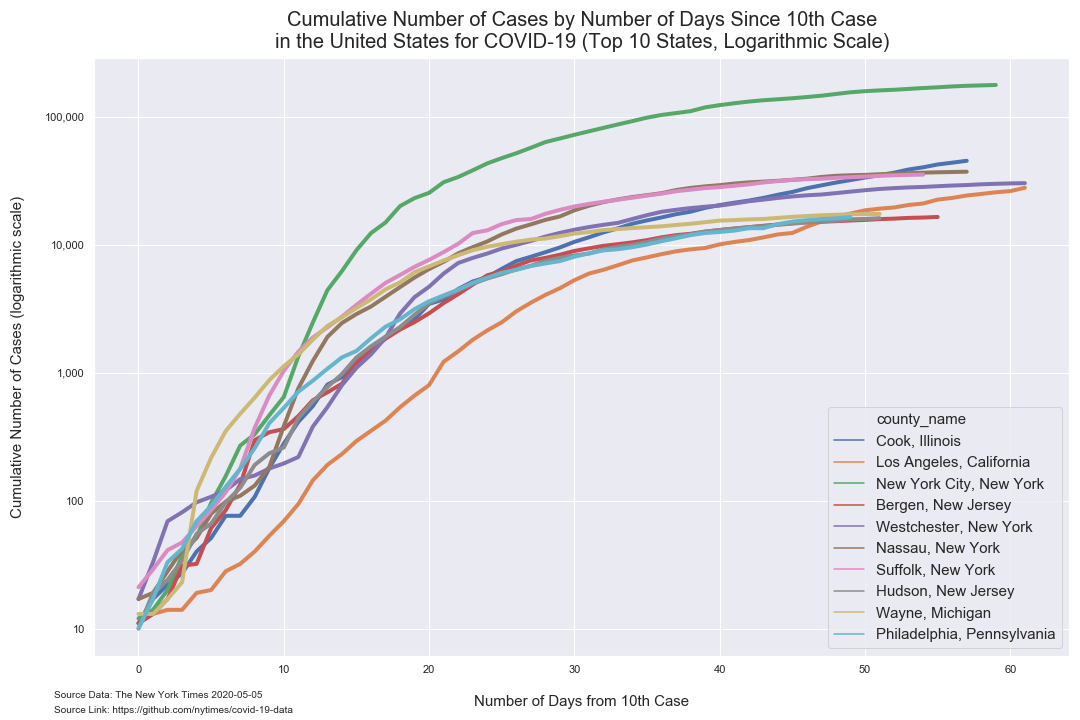 Cumulative Number of Cases by Number of Days Since 10th Case
in the United States for COVID-19 (Top 10 States, Logarithmic Scale)
Cumulative Number of Cases (logarithmic scale)
100,000
10,000
1,000
100
10
county_name
Cook, Illinois
Los Angeles, California
New York City, New York
Bergen, New Jersey
Westchester, New York
Nassau, New York
Suffolk, New York
Hudson, New Jersey
Wayne, Michigan
Philadelphia, Pennsylvania
0 10 20 30 40 50 60
Number of Days from 10th Case
Source Data: The New York Times 2020-05-05
Source Link: https://github.com/nytimes/covid-19-data